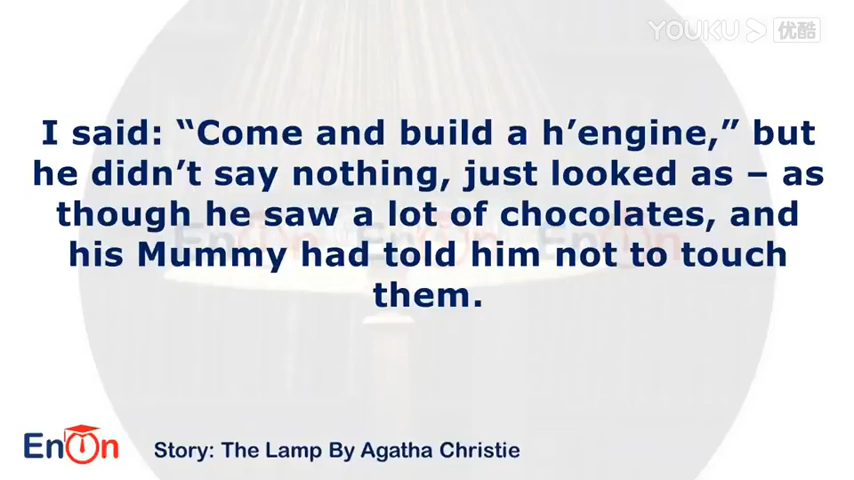 YOUKU 优酷
I said: “Come and build a h’engine,” but
he didn’t say nothing, just looked as – as
though he saw a lot of chocolates, and
his Mummy had told him not to touch
them.
EnOn
Story: The Lamp By Agatha Christie